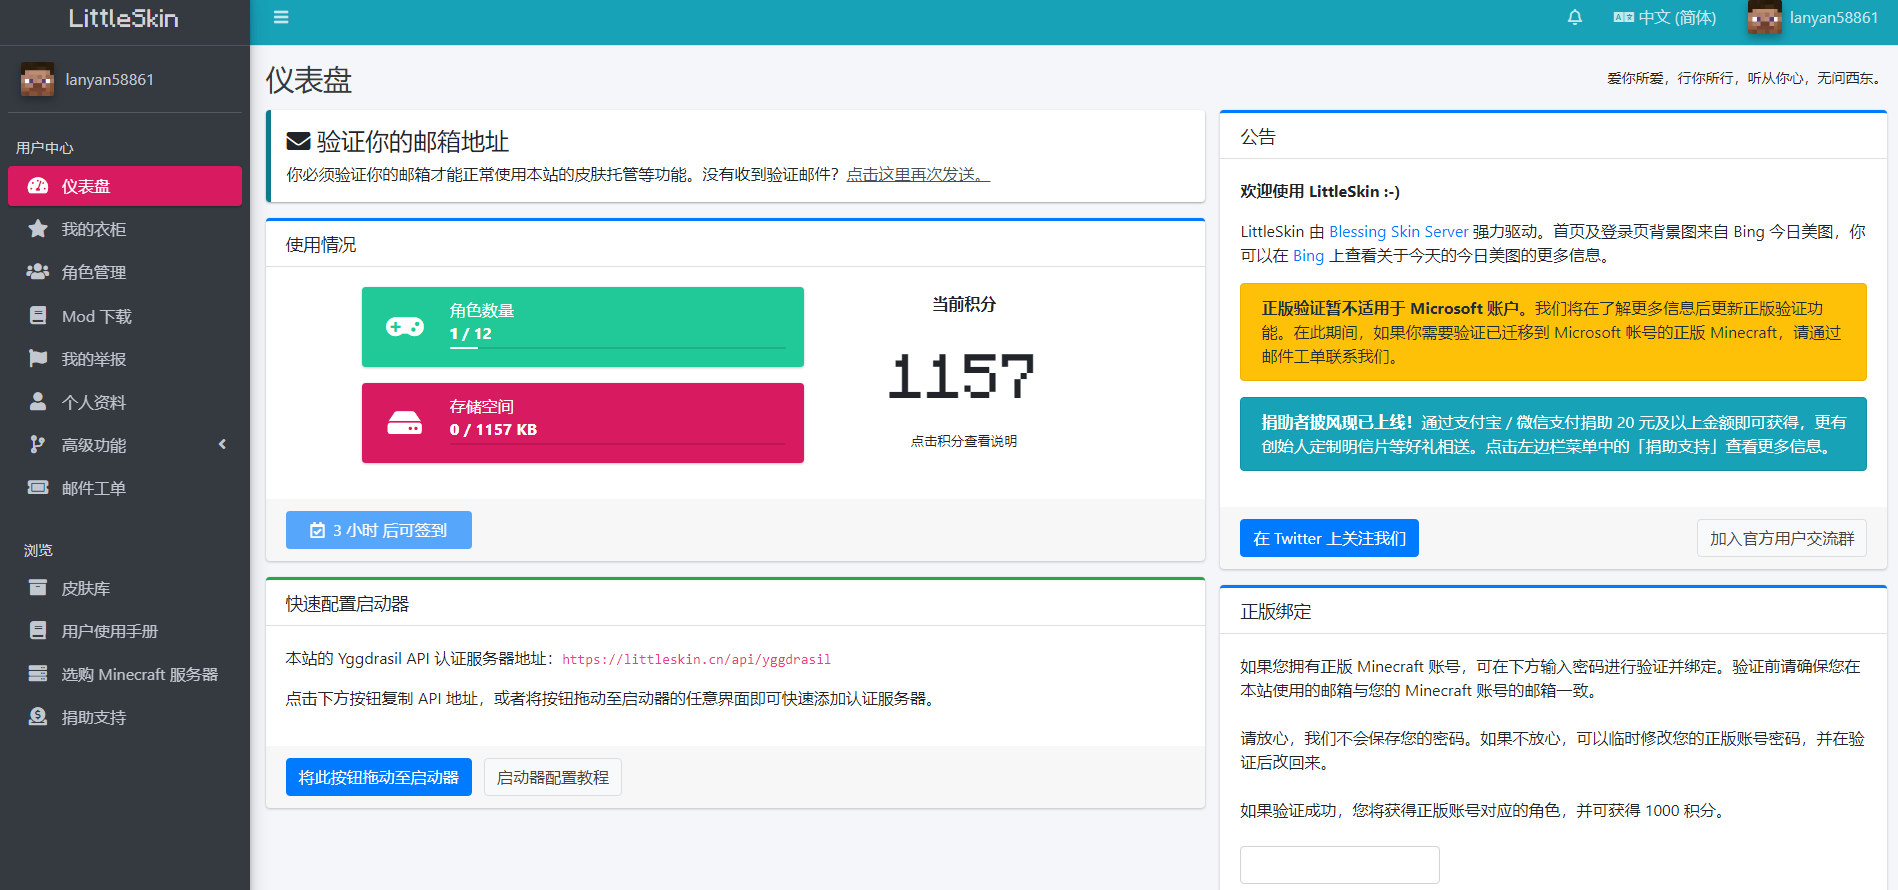 LittleSkin
中文 (简体)
lanyan58861
lanyan58861
用户中心
仪表盘
我的衣柜
角色管理
Mod 下载
我的举报
个人资料
高级功能
邮件工单
浏览
皮肤库
用户使用手册
选购 Minecraft 服务器
捐助支持
仪表盘
爱你所爱，行你所行，听从你心，无问西东。
验证你的邮箱地址
你必须验证你的邮箱才能正常使用本站的皮肤托管等功能。没有收到验证邮件？点击这里再次发送。
使用情况
角色数量
1 / 12
存储空间
0 / 1157 KB
当前积分
1157
点击积分查看说明
3 小时 后可签到
快速配置启动器
本站的 Yggdrasil API 认证服务器地址：https://littleskin.cn/api/yggdrasil
点击下方按钮复制 API 地址，或者将按钮拖动至启动器的任意界面即可快速添加认证服务器。
将此按钮拖动至启动器
启动器配置教程
公告
欢迎使用 LittleSkin :-)
LittleSkin 由 Blessing Skin Server 强力驱动。首页及登录页背景图来自 Bing 今日美图，你
可以在 Bing 上查看关于今天的今日美图的更多信息。
正版验证暂不适用于 Microsoft 账户。我们将在了解更多信息后更新正版验证功
能。在此期间，如果你需要验证已迁移到 Microsoft 帐号的正版 Minecraft，请通过
邮件工单联系我们。
捐助者披风现已上线！通过支付宝 / 微信支付捐助 20 元及以上金额即可获得，更有
创始人定制明信片等好礼相送。点击左边栏菜单中的「捐助支持」查看更多信息。
在 Twitter 上关注我们
加入官方用户交流群
正版绑定
如果您拥有正版 Minecraft 账号，可在下方输入密码进行验证并绑定。验证前请确保您在
本站使用的邮箱与您的 Minecraft 账号的邮箱一致。
请放心，我们不会保存您的密码。如果不放心，可以临时修改您的正版账号密码，并在验
证后改回来。
如果验证成功，您将获得正版账号对应的角色，并可获得 1000 积分。